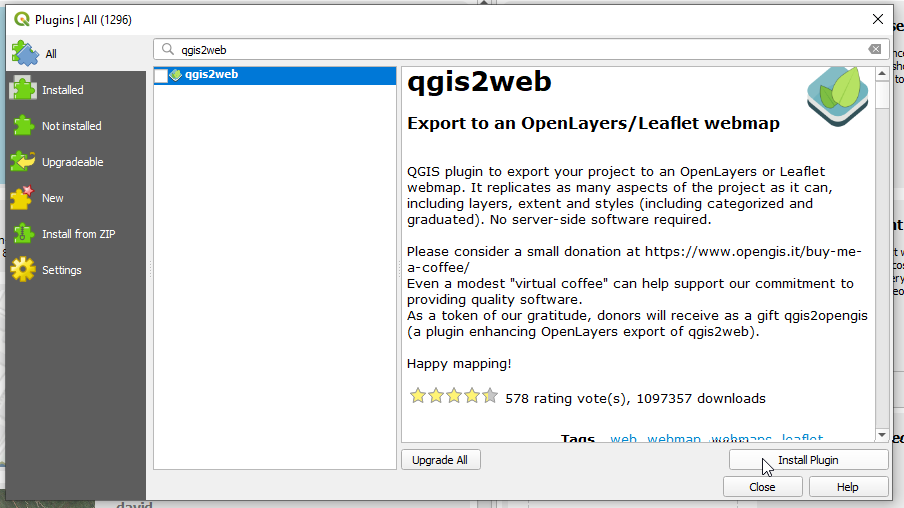 Plugins | All (1296)
All
qgis2web
Installed
Not installed
Upgradeable
New
Install from ZIP
Settings
qgis2web
qgis2web
Export to an OpenLayers/Leaflet webmap
QGIS plugin to export your project to an OpenLayers or Leaflet
webmap. It replicates as many aspects of the project as it can,
including layers, extent and styles (including categorized and
graduated). No server-side software required.
Please consider a small donation at https://www.opengis.it/buy-me-
a-coffee/
Even a modest "virtual coffee" can help support our commitment to
providing quality software.
As a token of our gratitude, donors will receive as a gift qgis2opengis
(a plugin enhancing OpenLayers export of qgis2web).
Happy mapping!
578 rating vote(s), 1097357 downloads
Tags web webmap webmaps leaflet
Upgrade All
Install Plugin
Close
Help
david